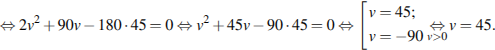 ⇔ 2v² + 90v − 180·45 = 0 ⇔ v² + 45v − 90·45 = 0 ⇔ [ v = 45; v = −90 ⇔ v>0 v = 45.